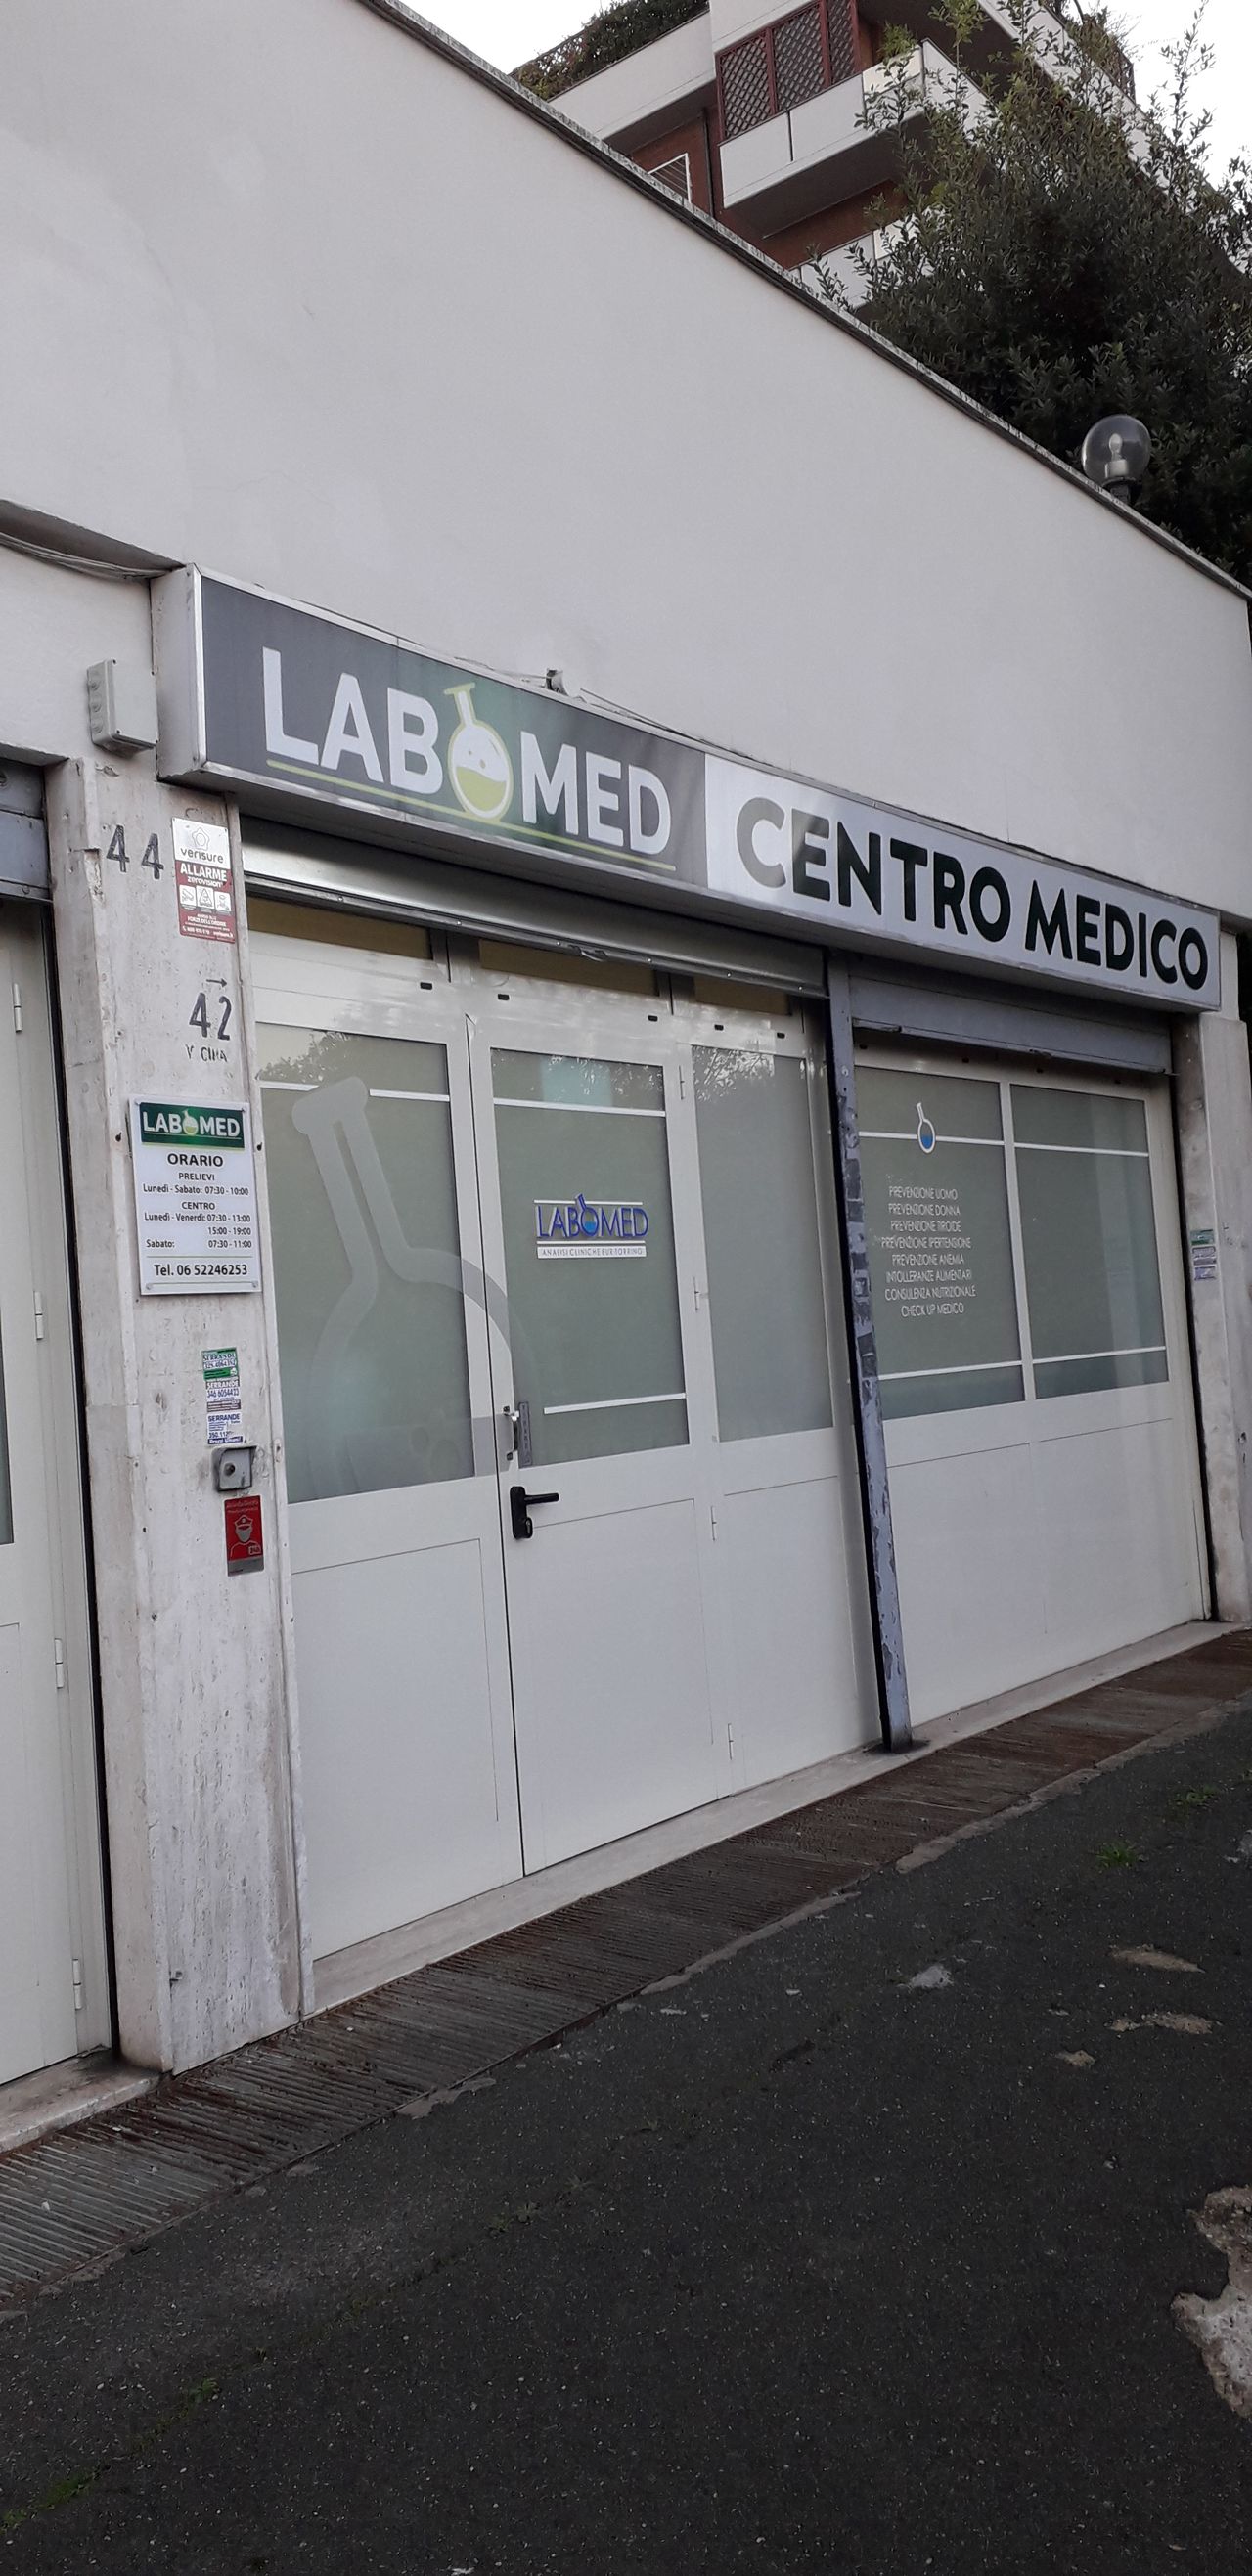 LABOMED
CENTRO MEDICO
44
verisure
ALLARME
zerovision
→
42
V CINA
LABOMED
ORARIO
PRELIEVI
Lunedì - Sabato: 07:30 - 10:00
CENTRO
Lunedì - Venerdì: 07:30 - 13:00
15:00 - 19:00
Sabato: 07:30 - 11:00
Tel. 06 52246253
LABOMED
ANALISI CLINICHE EUR TORRINO
PREVENZIONE UOMO
PREVENZIONE DONNA
PREVENZIONE TIROIDE
PREVENZIONE IPERTENSIONE
PREVENZIONE ANEMIA
INTOLLERANZE ALIMENTARI
CONSULENZA NUTRIZIONALE
CHECK UP MEDICO
SERRANDE
SERRANDE